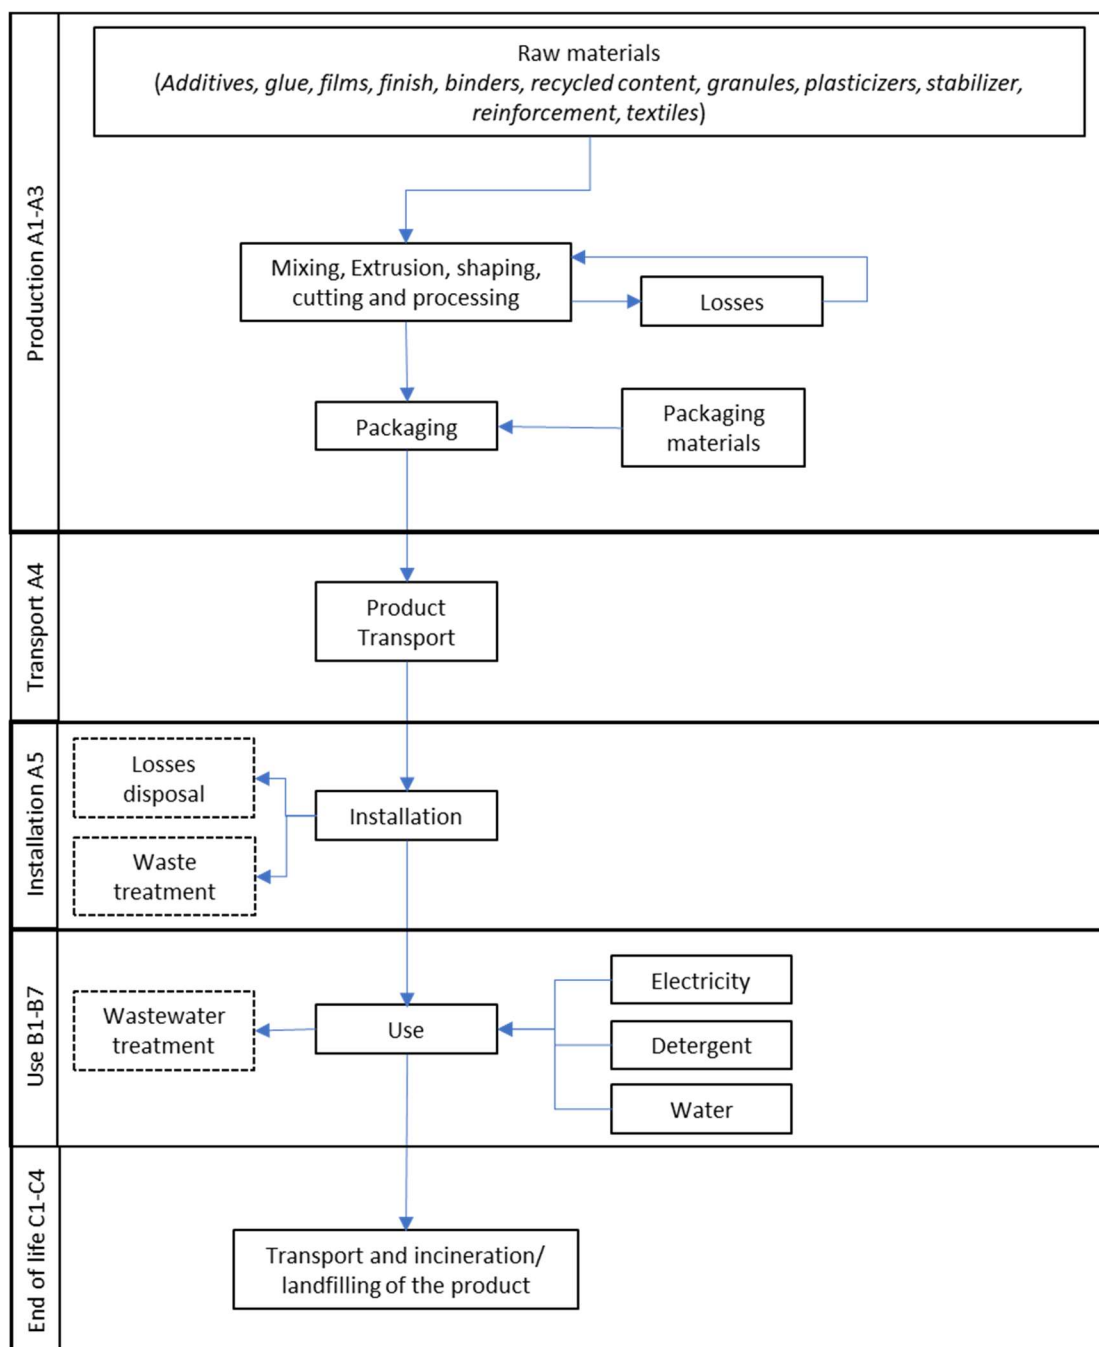 Production A1-A3
Raw materials
(Additives, glue, films, finish, binders, recycled content, granules, plasticizers, stabilizer,
reinforcement, textiles)
Mixing, Extrusion, shaping,
cutting and processing
Losses
Packaging
Packaging
materials
Transport A4
Product
Transport
Installation A5
Losses
disposal
Installation
Waste
treatment
Use B1-B7
Wastewater
treatment
Use
Electricity
Detergent
Water
End of life C1-C4
Transport and incineration/
landfilling of the product